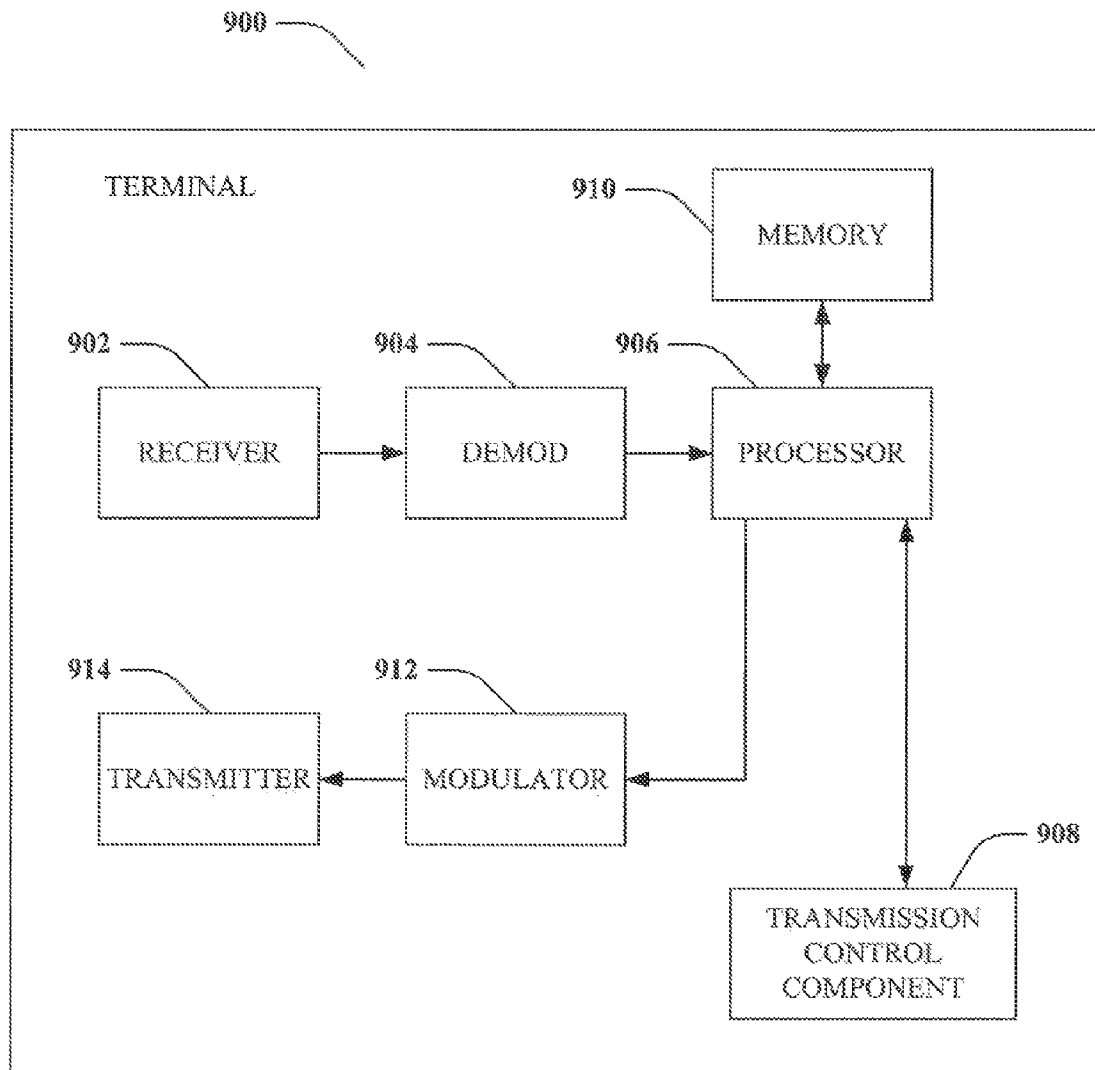 900
TERMINAL
910
MEMORY
902
904
906
RECEIVER
DEMOD
PROCESSOR
914
912
TRANSMITTER
MODULATOR
908
TRANSMISSION
CONTROL
COMPONENT